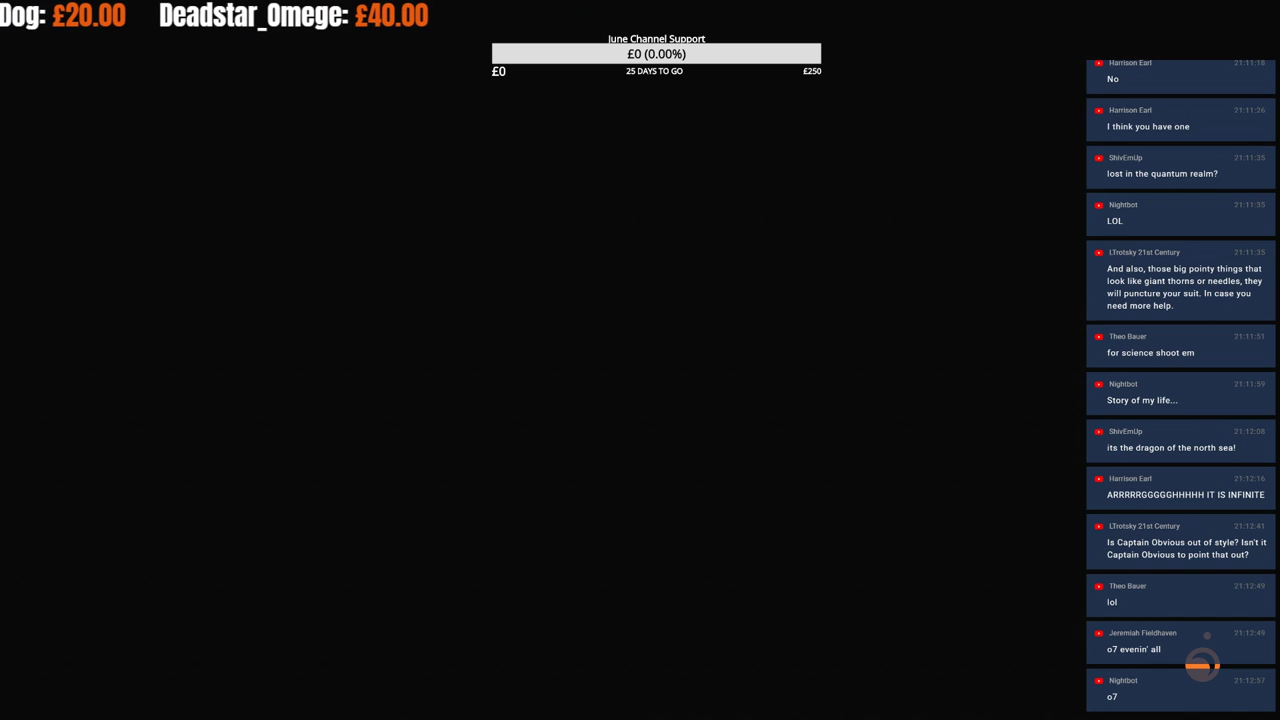 Dog: £20.00 Deadstar_Omege: £40.00
June Channel Support
£0 (0.00%)
£0 25 DAYS TO GO £250
Harrison Earl 21:11:18
No
Harrison Earl 21:11:26
I think you have one
ShivEmUp 21:11:35
lost in the quantum realm?
Nightbot 21:11:35
LOL
LTrotsky 21st Century 21:11:35
And also, those big pointy things that
look like giant thorns or needles, they
will puncture your suit. In case you
need more help.
Theo Bauer 21:11:51
for science shoot em
Nightbot 21:11:59
Story of my life...
ShivEmUp 21:12:08
its the dragon of the north sea!
Harrison Earl 21:12:16
ARRRRRGGGGGHHHHH IT IS INFINITE
LTrotsky 21st Century 21:12:41
Is Captain Obvious out of style? Isn't it
Captain Obvious to point that out?
Theo Bauer 21:12:49
lol
Jeremiah Fieldhaven 21:12:49
o7 evenin' all
Nightbot 21:12:57
o7